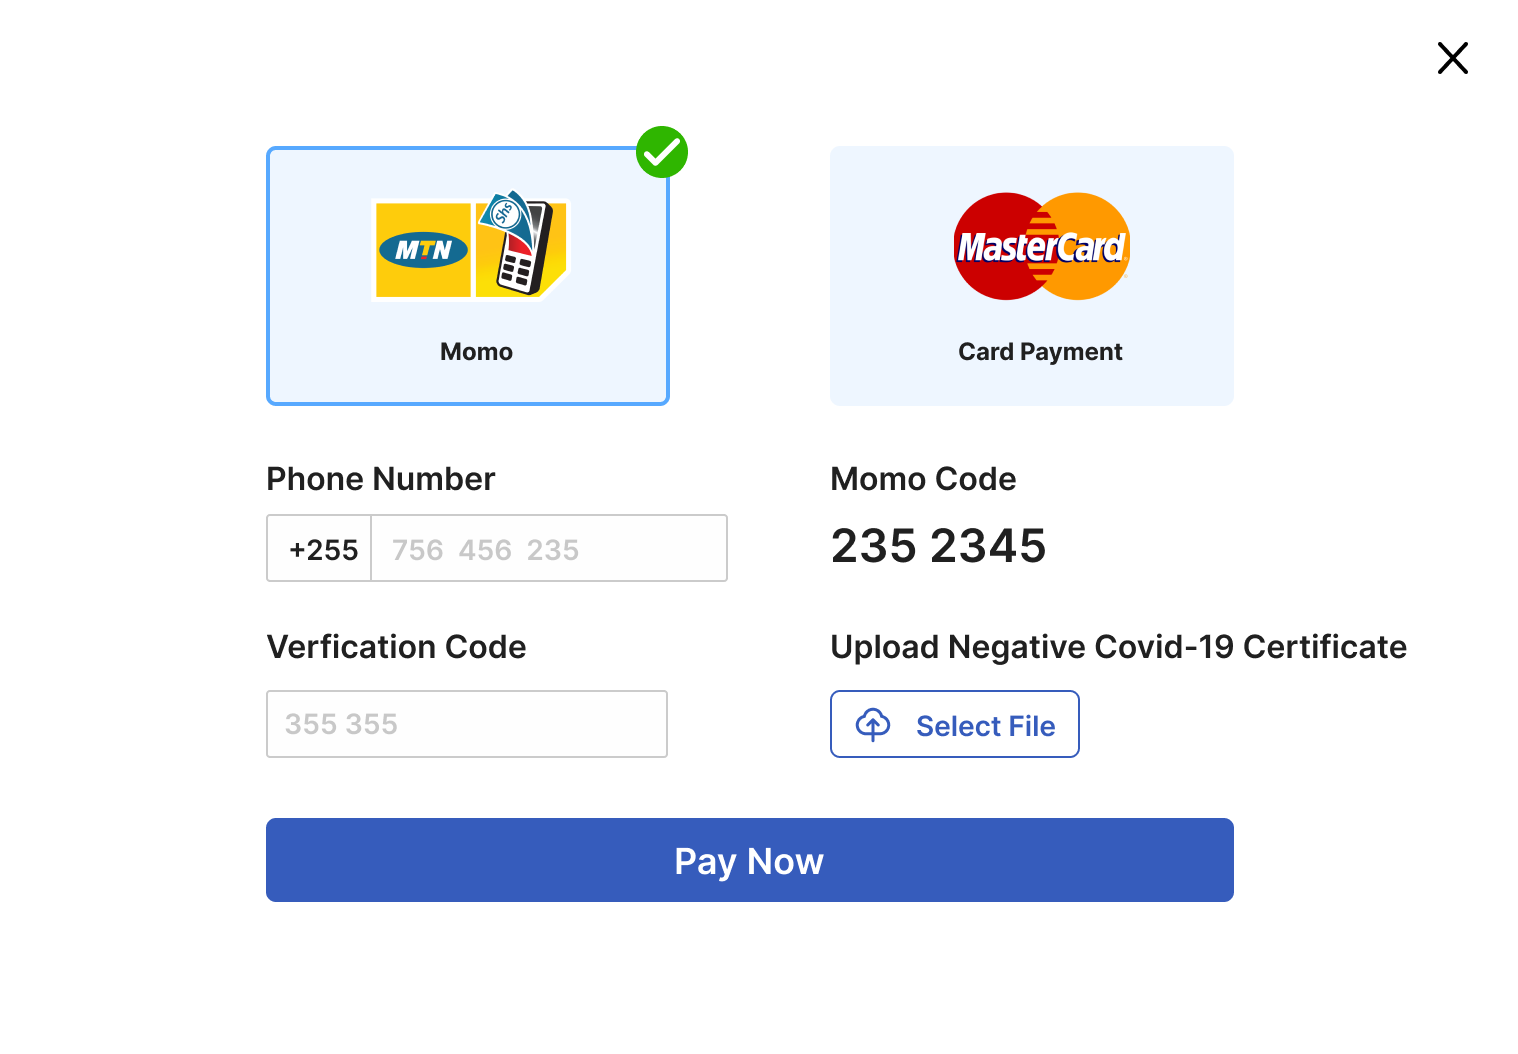 MTN
Shs
MasterCard
Momo
Card Payment
Phone Number
Momo Code
+255
756 456 235
235 2345
Verfication Code
Upload Negative Covid-19 Certificate
355 355
Select File
Pay Now